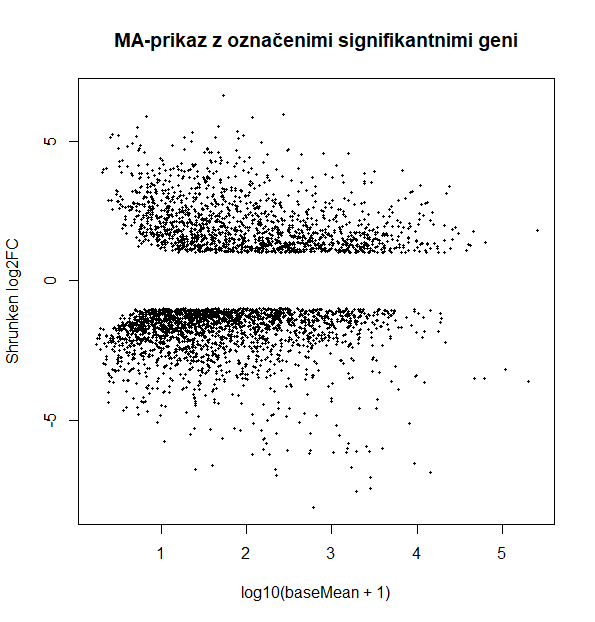 MA-prikaz z označenimi signifikantnimi geni
5
0
-5
Shrunken log2FC
1 2 3 4 5
log10(baseMean + 1)